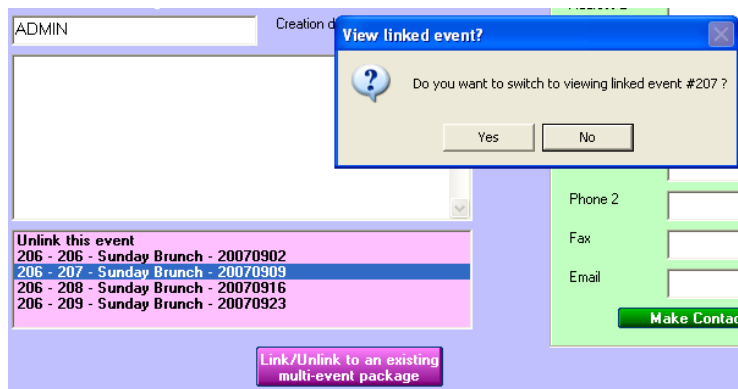 ADMIN
Creation
View linked event?
Do you want to switch to viewing linked event #207 ?
Yes
No
Phone 2
Unlink this event
206 - 206 - Sunday Brunch - 20070902
206 - 207 - Sunday Brunch - 20070909
206 - 208 - Sunday Brunch - 20070916
206 - 209 - Sunday Brunch - 20070923
Fax
Email
Make Contac
Link/Unlink to an existing
multi-event package